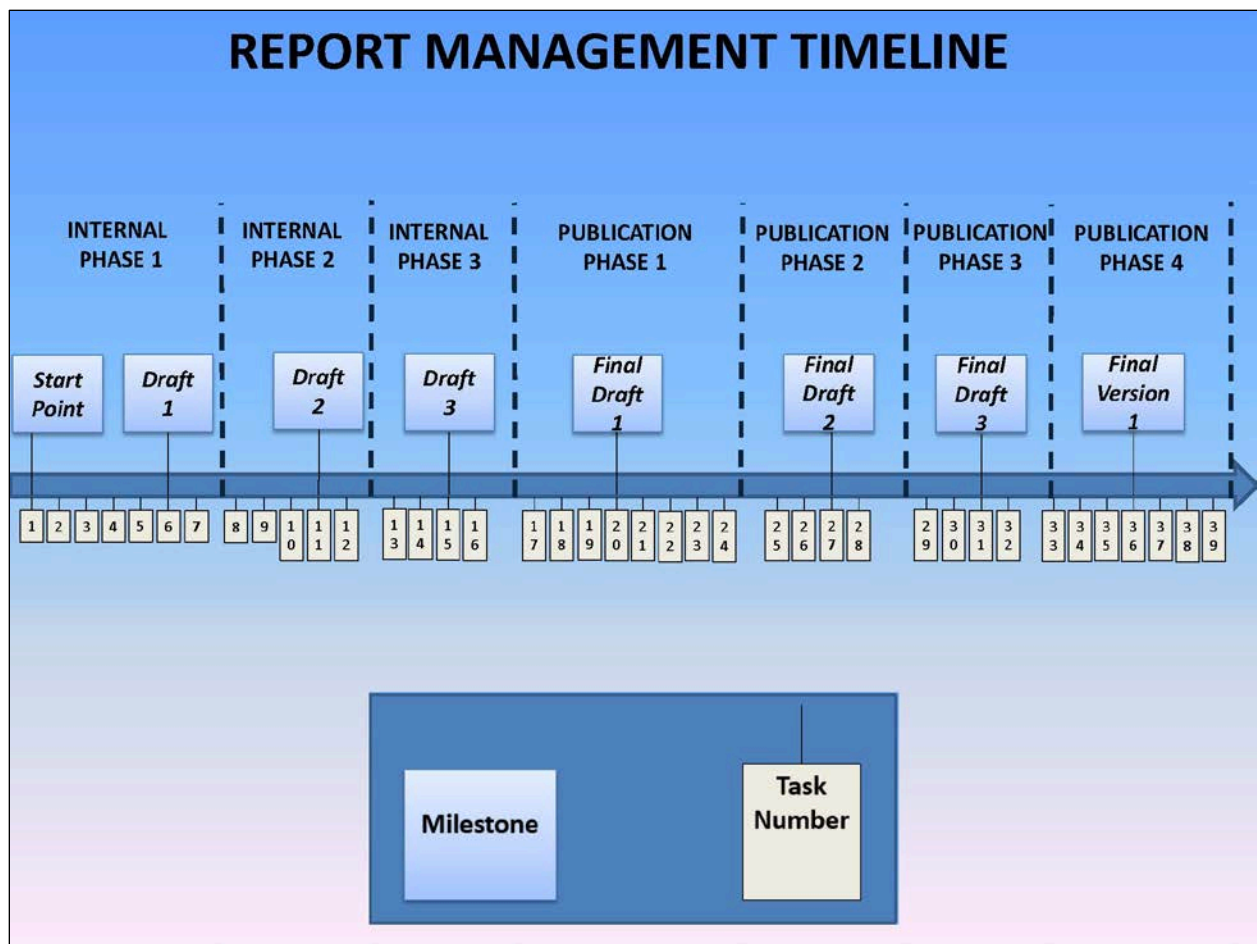 REPORT MANAGEMENT TIMELINE
INTERNAL
PHASE 1
INTERNAL
PHASE 2
INTERNAL
PHASE 3
PUBLICATION
PHASE 1
PUBLICATION
PHASE 2
PUBLICATION
PHASE 3
PUBLICATION
PHASE 4
Start
Point
Draft
1
Draft
2
Draft
3
Final
Draft
1
Final
Draft
2
Final
Draft
3
Final
Version
1
1 2 3 4 5 6 7 8 9 10 11 12 13 14 15 16 17 18 19 20 21 22 23 24 25 26 27 28 29 30 31 32 33 34 35 36 37 38 39
Milestone
Task
Number